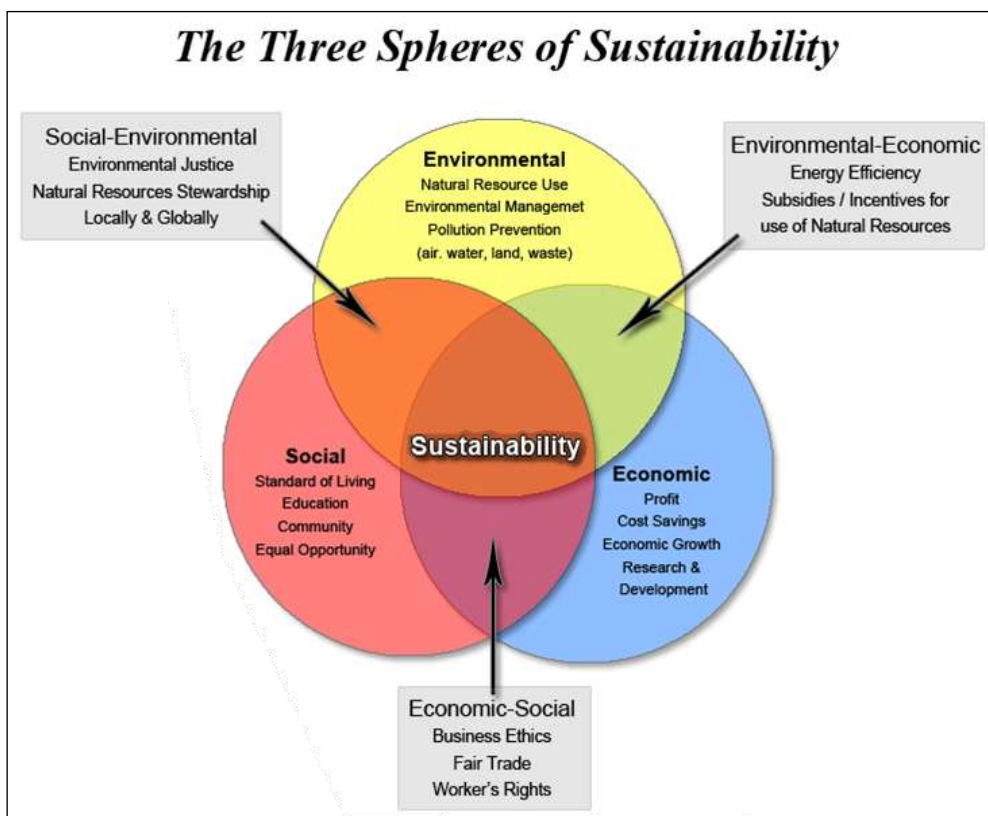 The Three Spheres of Sustainability
Social-Environmental
Environmental Justice
Natural Resources Stewardship
Locally & Globally
Environmental
Natural Resource Use
Environmental Managemet
Pollution Prevention
(air. water, land, waste)
Environmental-Economic
Energy Efficiency
Subsidies / Incentives for
use of Natural Resources
Sustainability
Social
Standard of Living
Education
Community
Equal Opportunity
Economic
Profit
Cost Savings
Economic Growth
Research &
Development
Economic-Social
Business Ethics
Fair Trade
Worker's Rights